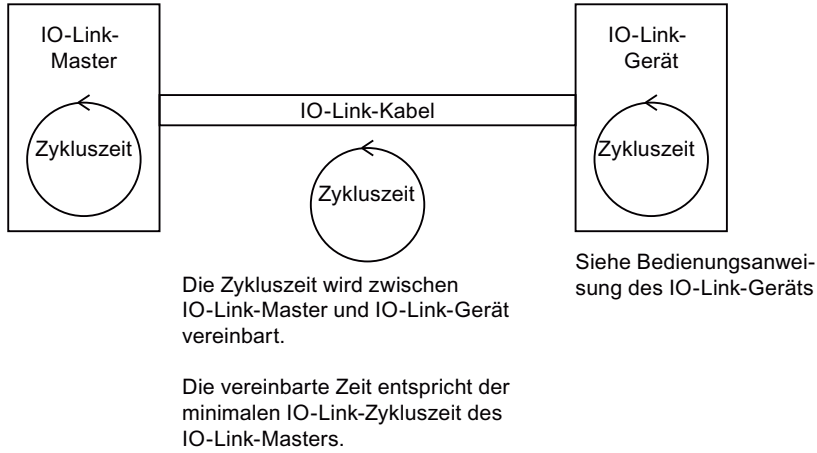 IO-Link-
Master
Zykluszeit
IO-Link-Kabel
Zykluszeit
IO-Link-
Gerät
Zykluszeit
Die Zykluszeit wird zwischen
IO-Link-Master und IO-Link-Gerät
vereinbart.
Die vereinbarte Zeit entspricht der
minimalen IO-Link-Zykluszeit des
IO-Link-Masters.
Siehe Bedienungsanwei-
sung des IO-Link-Geräts